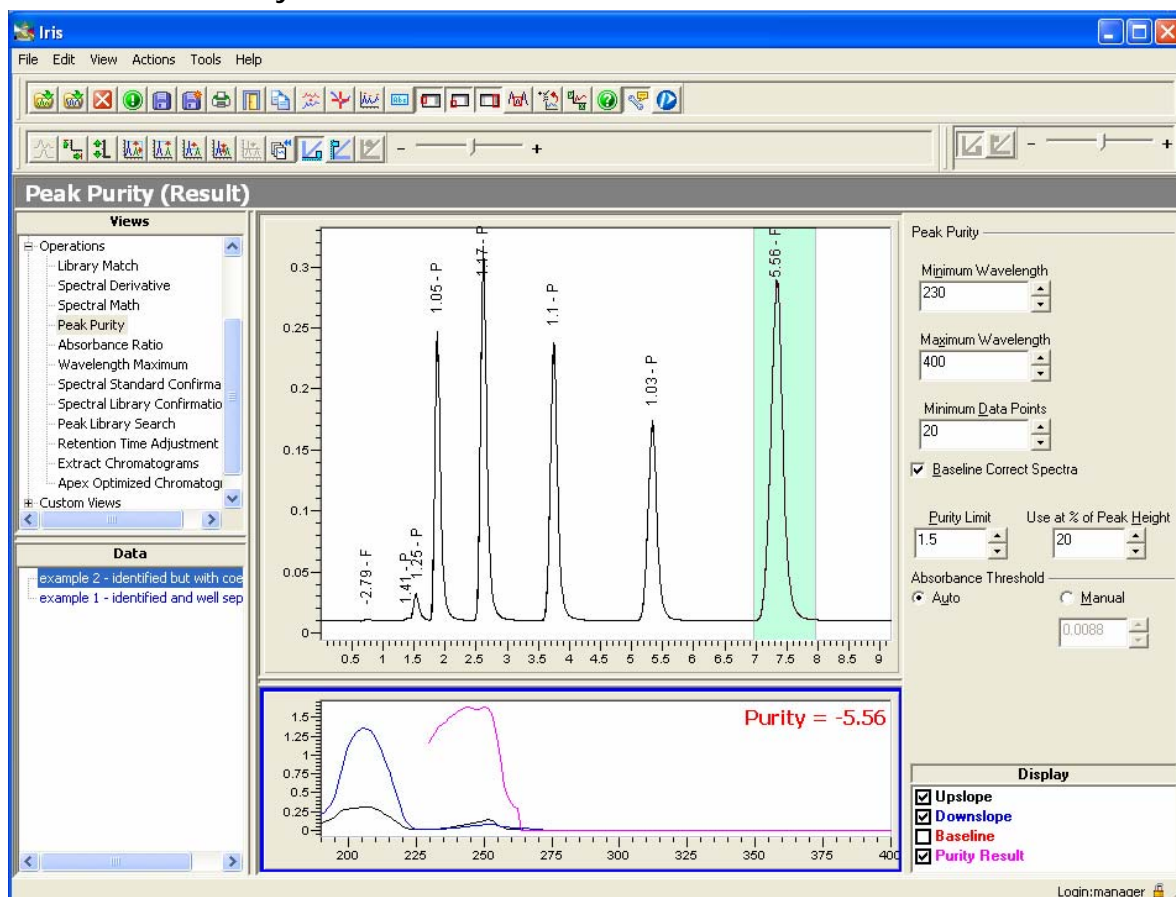 Iris
File Edit View Actions Tools Help
- +
- +
Peak Purity (Result)
Views
Operations
Library Match
Spectral Derivative
Spectral Math
Peak Purity
Absorbance Ratio
Wavelength Maximum
Spectral Standard Confirma
Spectral Library Confirmatio
Peak Library Search
Retention Time Adjustment
Extract Chromatograms
Apex Optimized Chromatogr
Custom Views
Data
example 2 - identified but with coe
example 1 - identified and well sep
0.3
0.25
0.2
0.15
0.1
0.05
0
-2.79 - F
1.41 - P
1.25 - P
1.05 - P
1.17 - P
1.1 - P
1.03 - P
-5.56 - F
0.5 1 1.5 2 2.5 3 3.5 4 4.5 5 5.5 6 6.5 7 7.5 8 8.5 9
Purity = -5.56
1.5
1.25
1
0.75
0.5
0.25
0
200 225 250 275 300 325 350 375 400
Peak Purity
Minimum Wavelength
230
Maximum Wavelength
400
Minimum Data Points
20
Baseline Correct Spectra
Purity Limit Use at % of Peak Height
1.5 20
Absorbance Threshold
Auto Manual
0.0088
Display
Upslope
Downslope
Baseline
Purity Result
Login:manager